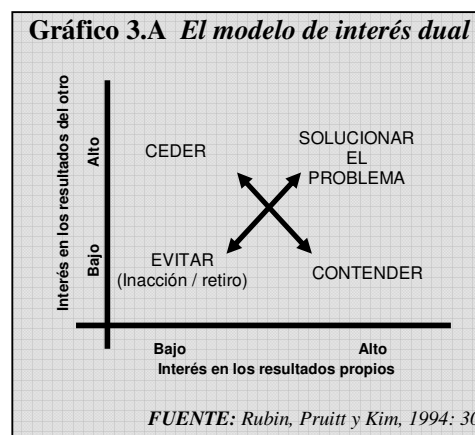 Gráfico 3.A El modelo de interés dual
Interés en los resultados del otro
Alto
Bajo
CEDER
SOLUCIONAR
EL
PROBLEMA
EVITAR
(Inacción / retiro)
CONTENDER
Bajo
Alto
Interés en los resultados propios
FUENTE: Rubin, Pruitt y Kim, 1994: 30